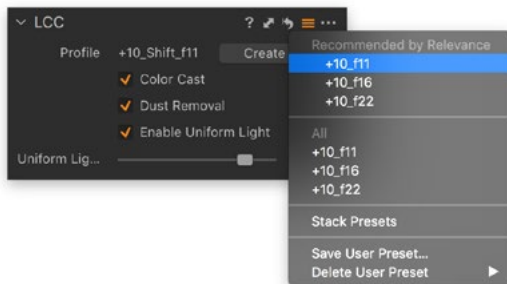 LCC
Profile +10_Shift_f11 Create
Color Cast
Dust Removal
Enable Uniform Light
Uniform Lig...
Recommended by Relevance
+10_f11
+10_f16
+10_f22
All
+10_f11
+10_f16
+10_f22
Stack Presets
Save User Preset...
Delete User Preset